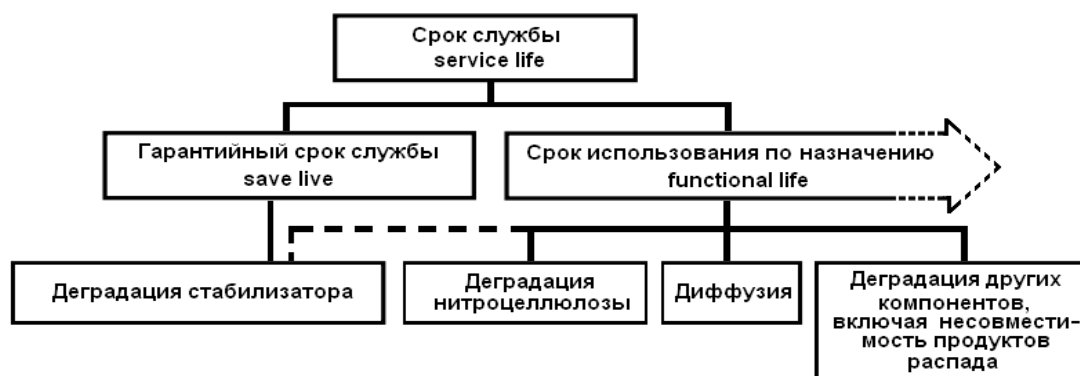 Срок службы
service life
Гарантийный срок службы
save live
Срок использования по назначению
functional life
Деградация стабилизатора
Деградация
нитроцеллюлозы
Диффузия
Деградация других
компонентов,
включая несовмести-
мость продуктов
распада